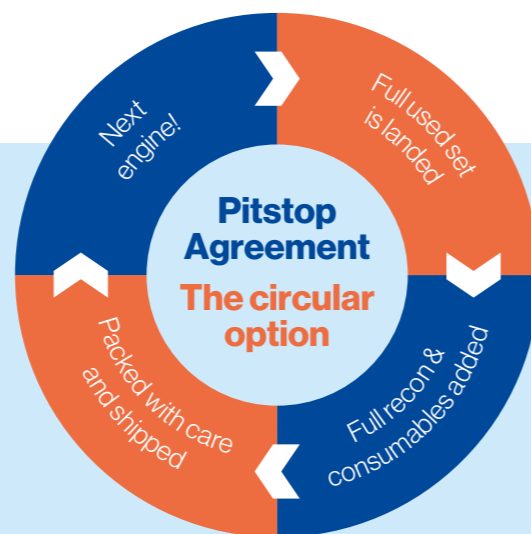 Pitstop
Agreement
The circular
option
Full used set
is landed
Full recon &
consumables added
Packed with care
and shipped
Next
engine!